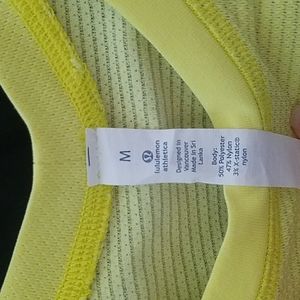 M
lululemon
athletica
Designed in
Vancouver
Made in Sri
Lanka
Body:
50% Polyester
47% Nylon
3% X-static®
nylon